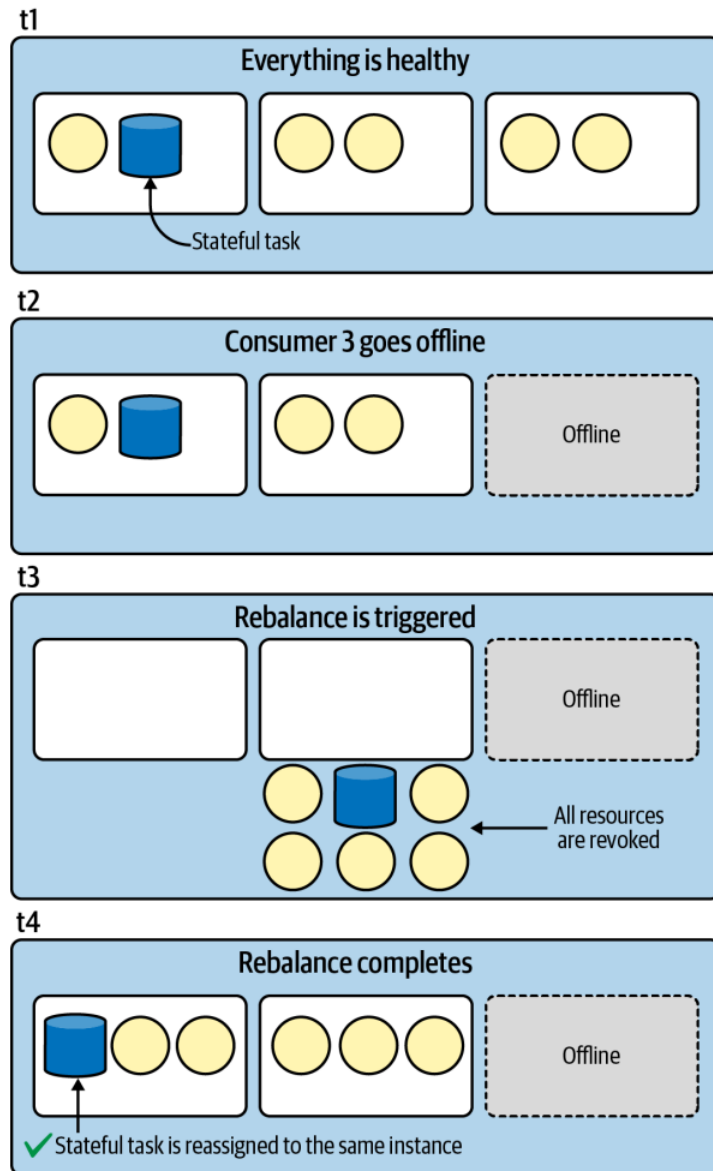 t1
Everything is healthy
Stateful task
t2
Consumer 3 goes offline
Offline
t3
Rebalance is triggered
Offline
All resources
are revoked
t4
Rebalance completes
Offline
✓ Stateful task is reassigned to the same instance